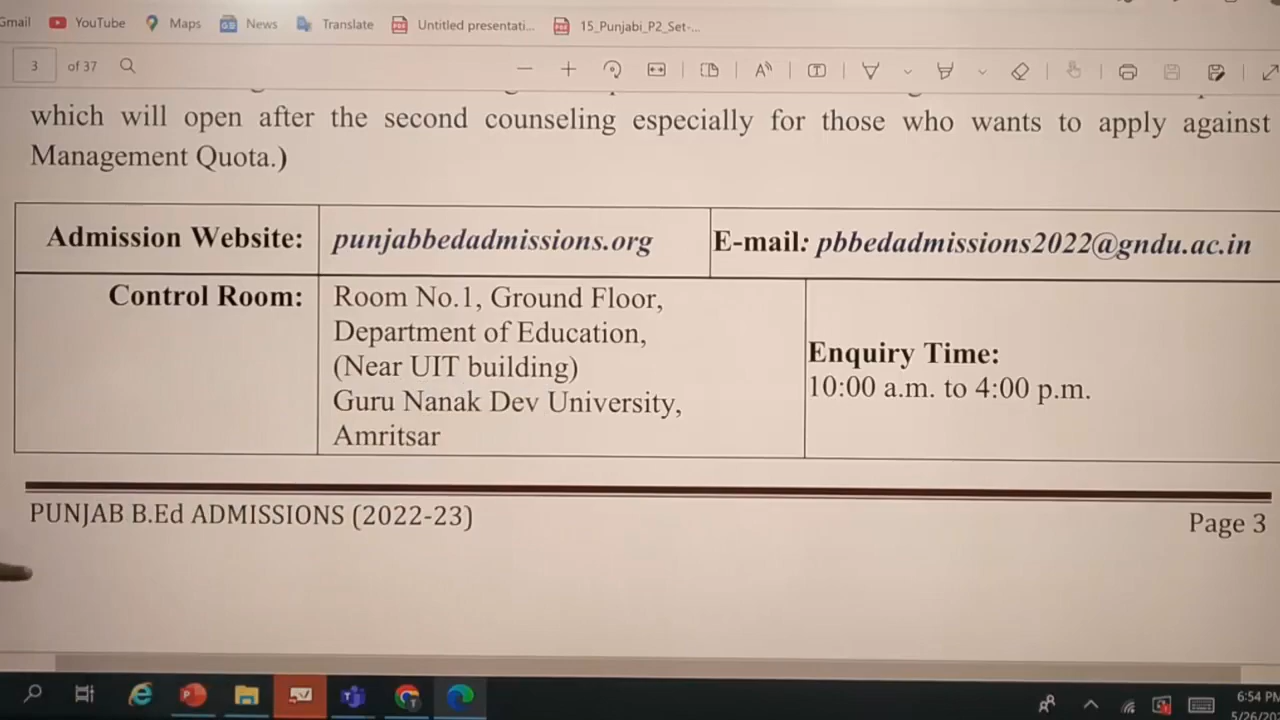 Gmail
YouTube
Maps
News
Translate
Untitled presentati...
15_Punjabi_P2_Set-...
3 of 37
which will open after the second counseling especially for those who wants to apply against
Management Quota.)
Admission Website: punjabbedadmissions.org E-mail: pbbedadmissions2022@gndu.ac.in
Control Room: Room No.1, Ground Floor,
Department of Education,
(Near UIT building)
Guru Nanak Dev University,
Amritsar
Enquiry Time:
10:00 a.m. to 4:00 p.m.
PUNJAB B.Ed ADMISSIONS (2022-23)
Page 3
6:54 PM